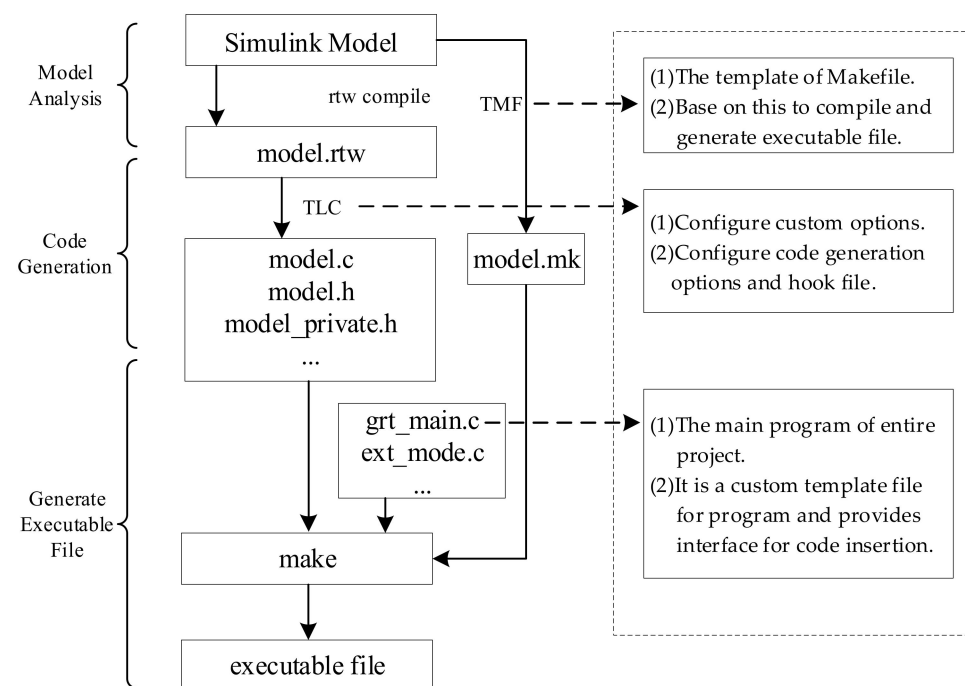 Simulink Model
Model
Analysis
rtw compile
TMF
(1)The template of Makefile.
(2)Base on this to compile and
generate executable file.
model.rtw
TLC
(1)Configure custom options.
(2)Configure code generation
options and hook file.
Code
Generation
model.c
model.h
model_private.h
...
model.mk
grt_main.c
ext_mode.c
...
(1)The main program of entire
project.
(2)It is a custom template file
for program and provides
interface for code insertion.
Generate
Executable
File
make
executable file